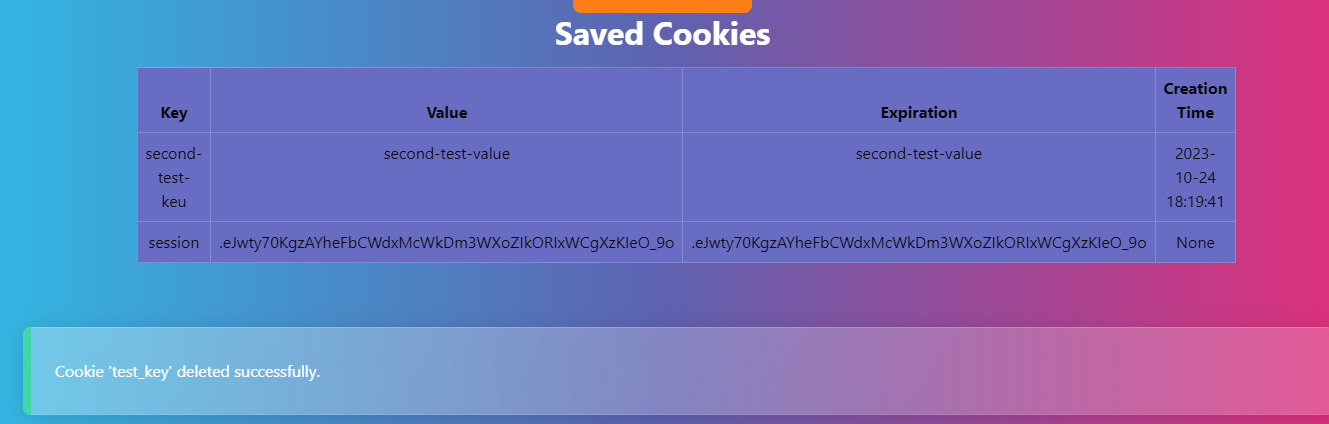 Saved Cookies
Key Value Expiration Creation Time
second-test-keu second-test-value second-test-value 2023-10-24 18:19:41
session .eJwty70KgzAYheFbCWdxMcWkDm3WXoZIkORIxWCgXzKIeO_9o .eJwty70KgzAYheFbCWdxMcWkDm3WXoZIkORIxWCgXzKIeO_9o None
Cookie 'test_key' deleted successfully.